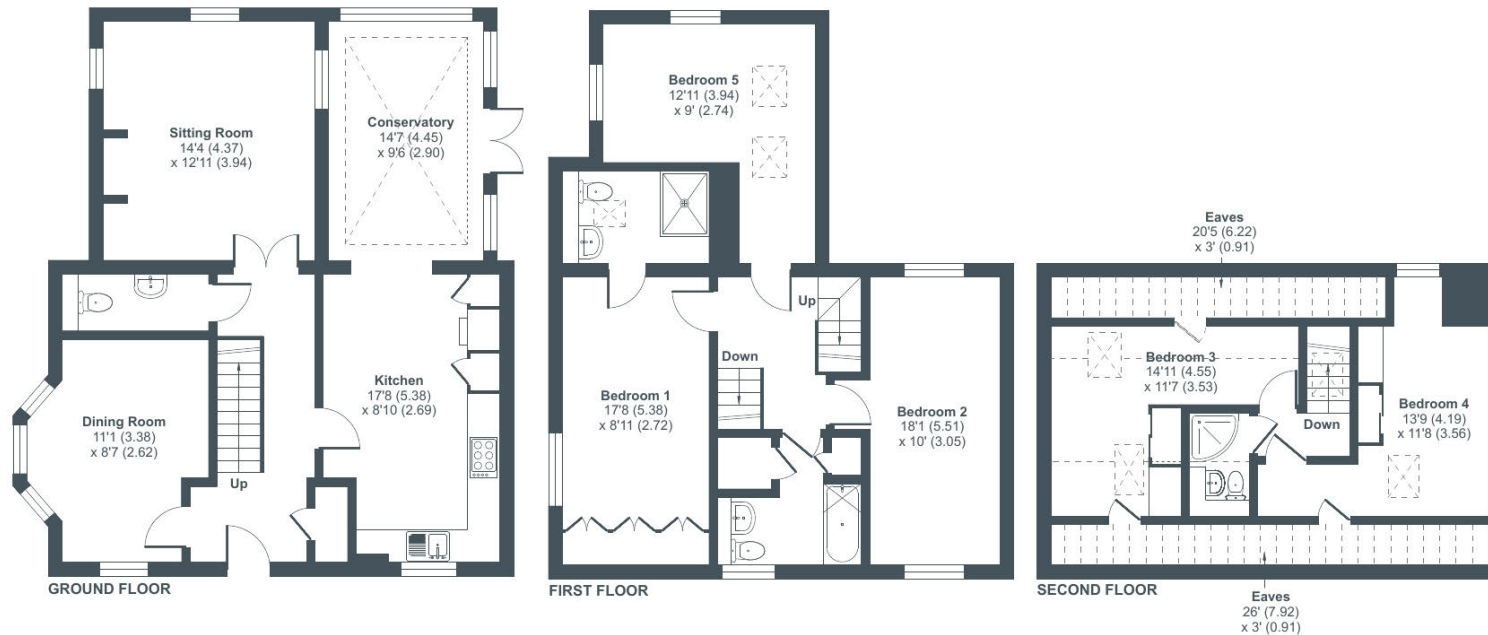 Sitting Room
14'4 (4.37)
x 12'11 (3.94)
Conservatory
14'7 (4.45)
x 9'6 (2.90)
Kitchen
17'8 (5.38)
x 8'10 (2.69)
Dining Room
11'1 (3.38)
x 8'7 (2.62)
Up
GROUND FLOOR
Bedroom 5
12'11 (3.94)
x 9' (2.74)
Up
Down
Bedroom 1
17'8 (5.38)
x 8'11 (2.72)
Bedroom 2
18'1 (5.51)
x 10' (3.05)
FIRST FLOOR
Eaves
20'5 (6.22)
x 3' (0.91)
Bedroom 3
14'11 (4.55)
x 11'7 (3.53)
Down
Bedroom 4
13'9 (4.19)
x 11'8 (3.56)
SECOND FLOOR
Eaves
26' (7.92)
x 3' (0.91)